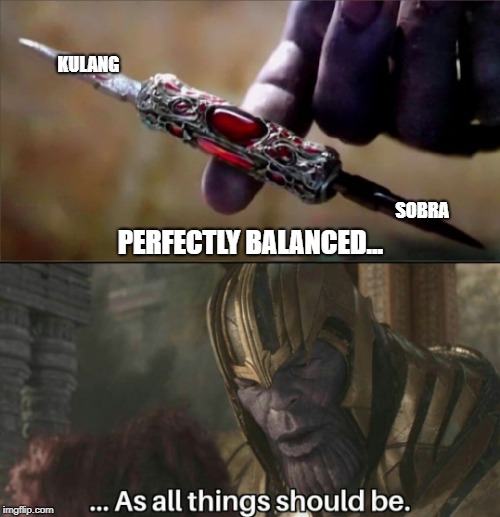 KULANG
SOBRA
PERFECTLY BALANCED...
... As all things should be.
imgflip.com